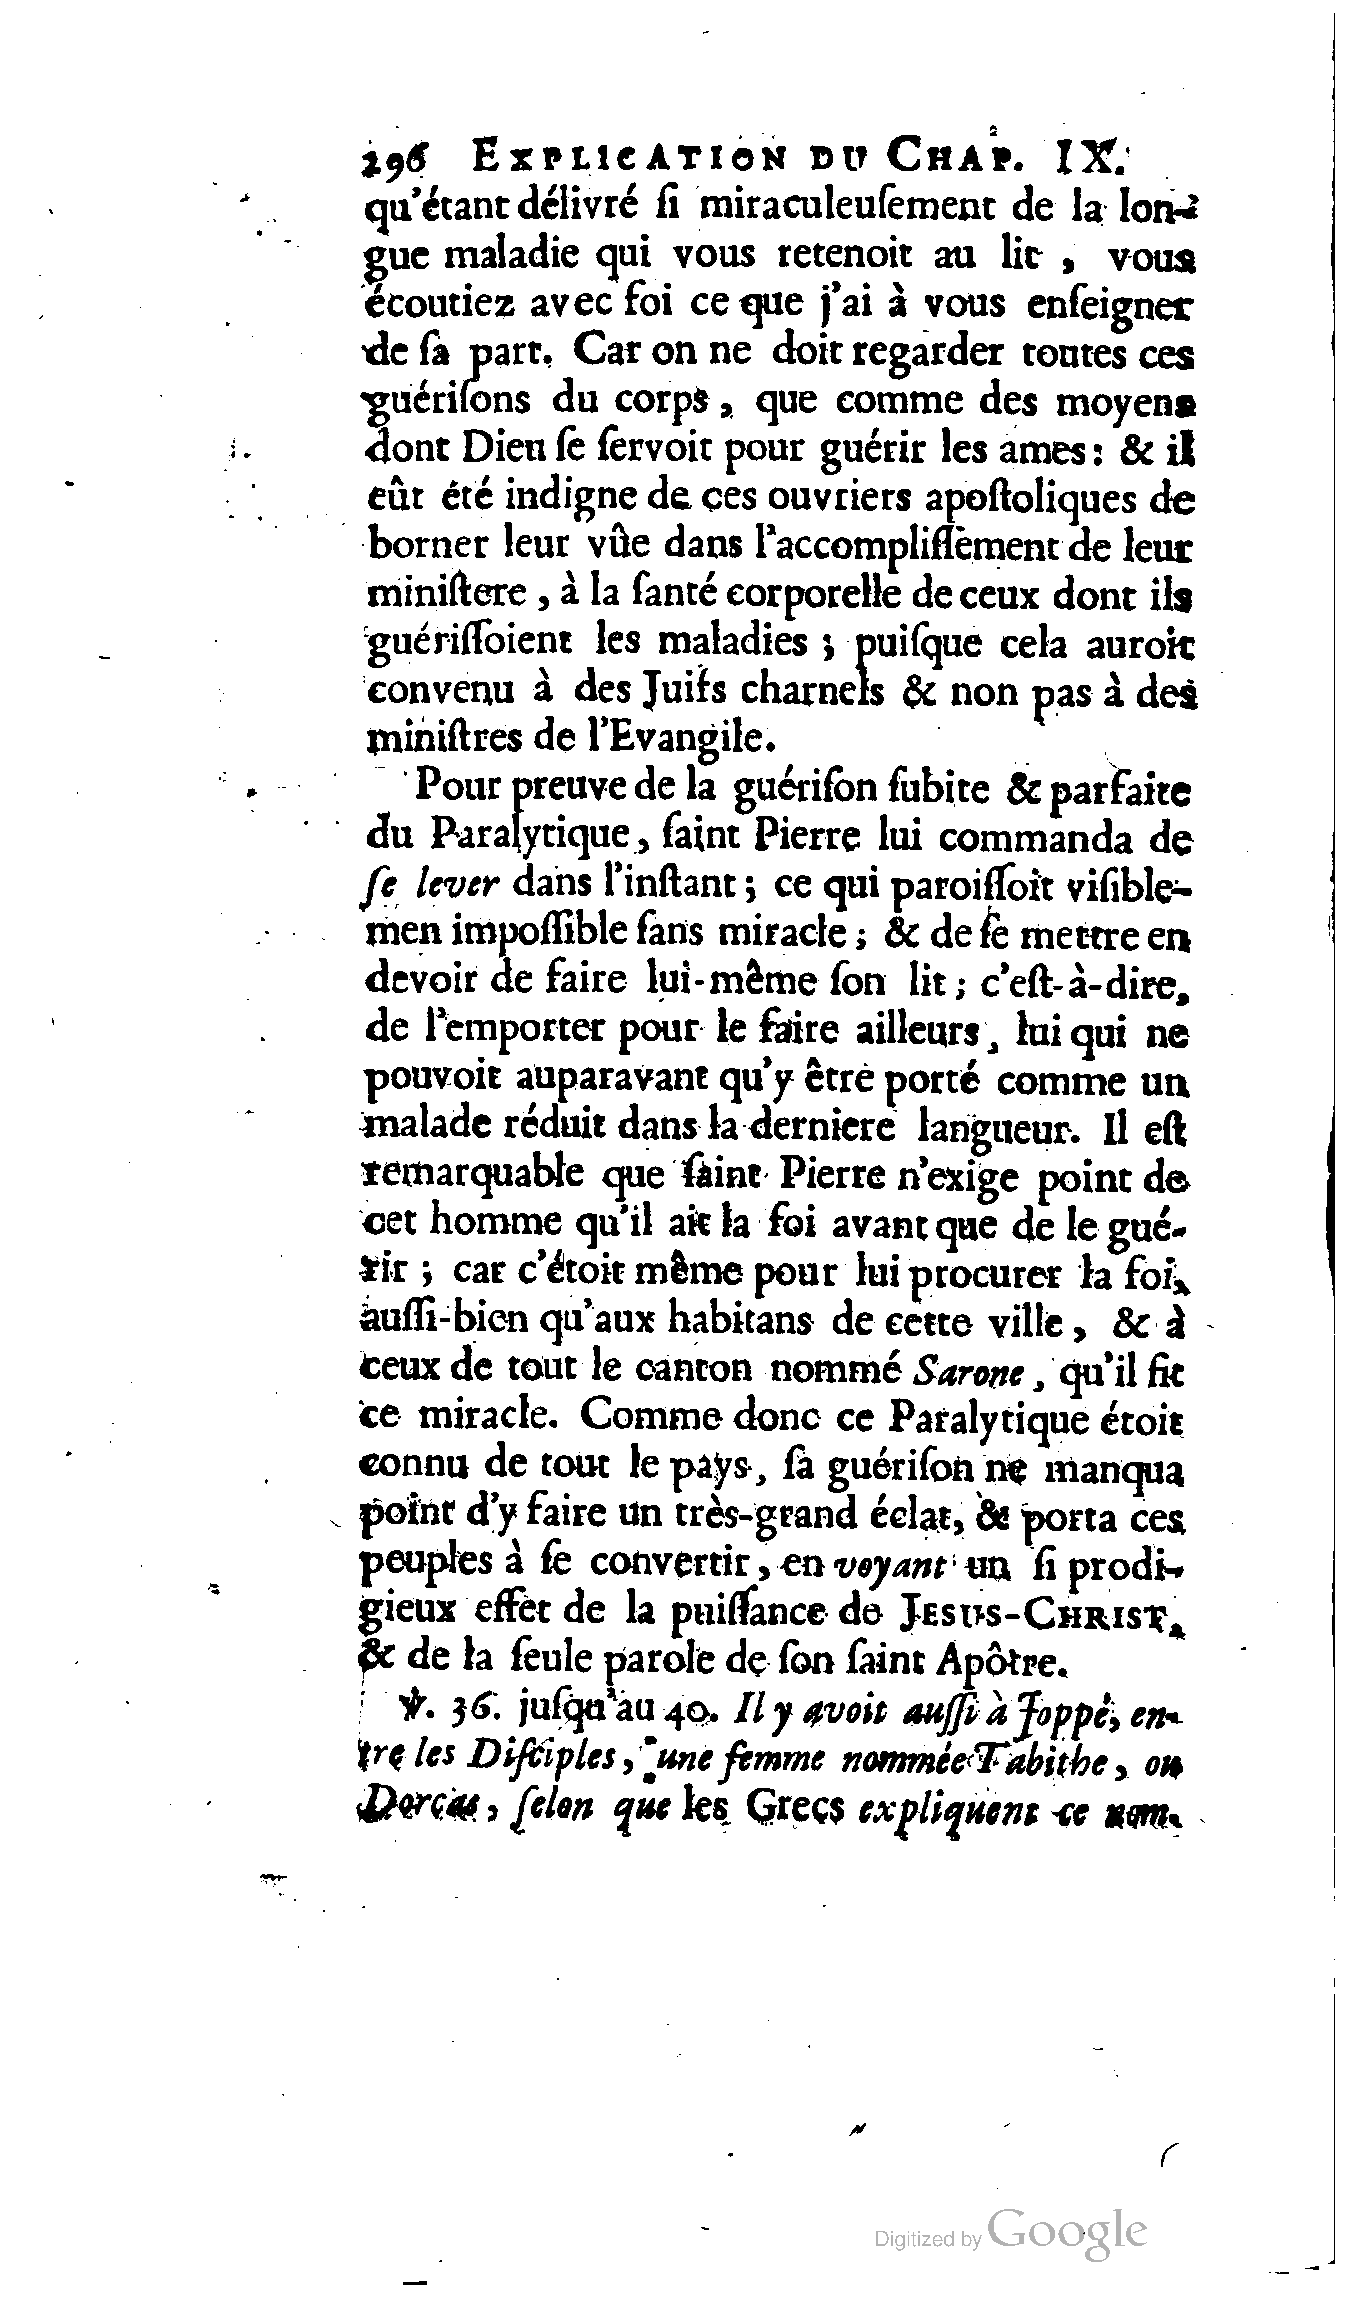 296 EXPLICATION DU CHAP. IX.
qu'étant délivré ſi miraculeuſement de la lon-
gue maladie qui vous retenoit au lit , vous
écoutiez avec foi ce que j'ai à vous enſeigner
de ſa part. Car on ne doit regarder toutes ces
guériſons du corps , que comme des moyens
dont Dieu ſe ſervoit pour guérir les ames : & il
eût été indigne de ces ouvriers apoſtoliques de
borner leur vûe dans l'accompliſſement de leur
miniſtere , à la ſanté corporelle de ceux dont ils
guériſſoient les maladies ; puiſque cela auroit
convenu à des Juifs charnels & non pas à des
miniſtres de l'Evangile.
Pour preuve de la guériſon ſubite & parfaite
du Paralytique , ſaint Pierre lui commanda de
ſe lever dans l'inſtant ; ce qui paroiſſoit viſible-
men impoſſible ſans miracle ; & de ſe mettre en
devoir de faire lui-même ſon lit ; c'eſt-à-dire,
de l'emporter pour le faire ailleurs , lui qui ne
pouvoit auparavant qu'y être porté comme un
malade réduit dans la derniere langueur. Il eſt
remarquable que ſaint Pierre n'exige point de
cet homme qu'il ait la foi avant que de le gué-
rir ; car c'étoit même pour lui procurer la foi,
auſſi-bien qu'aux habitans de cette ville , & à
ceux de tout le canton nommé Sarone , qu'il fit
ce miracle. Comme donc ce Paralytique étoit
connu de tout le pays , ſa guériſon ne manqua
point d'y faire un très-grand éclat, & porta ces
peuples à ſe convertir , en voyant un ſi prodi-
gieux effet de la puiſſance de JESUS-CHRIST,
& de la ſeule parole de ſon ſaint Apôtre.
℣. 36. juſqu'au 40. Il y avoit auſſi à Joppé, en-
tre les Diſciples , une femme nommée Tabithe , ou
Dorcas , ſelon que les Grecs expliquent ce nom.
Digitized by Google